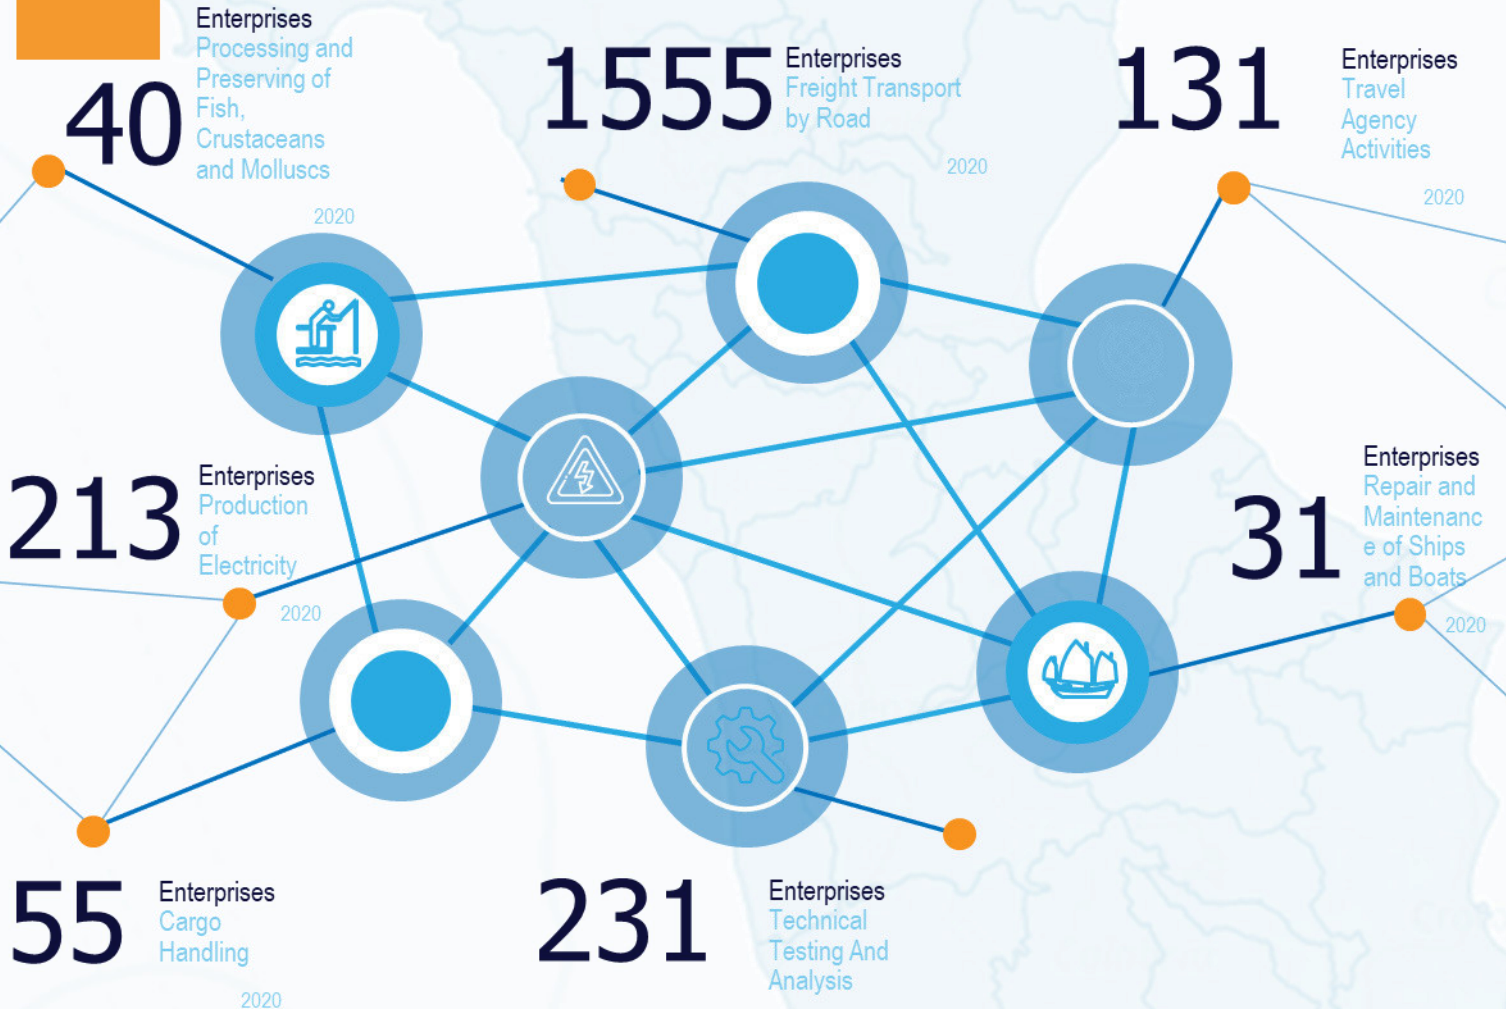 40
Enterprises
Processing and
Preserving of
Fish,
Crustaceans
and Molluscs
2020
1555
Enterprises
Freight Transport
by Road
2020
131
Enterprises
Travel
Agency
Activities
2020
213
Enterprises
Production
of
Electricity
2020
31
Enterprises
Repair and
Maintenanc
e of Ships
and Boats
2020
55
Enterprises
Cargo
Handling
2020
231
Enterprises
Technical
Testing And
Analysis